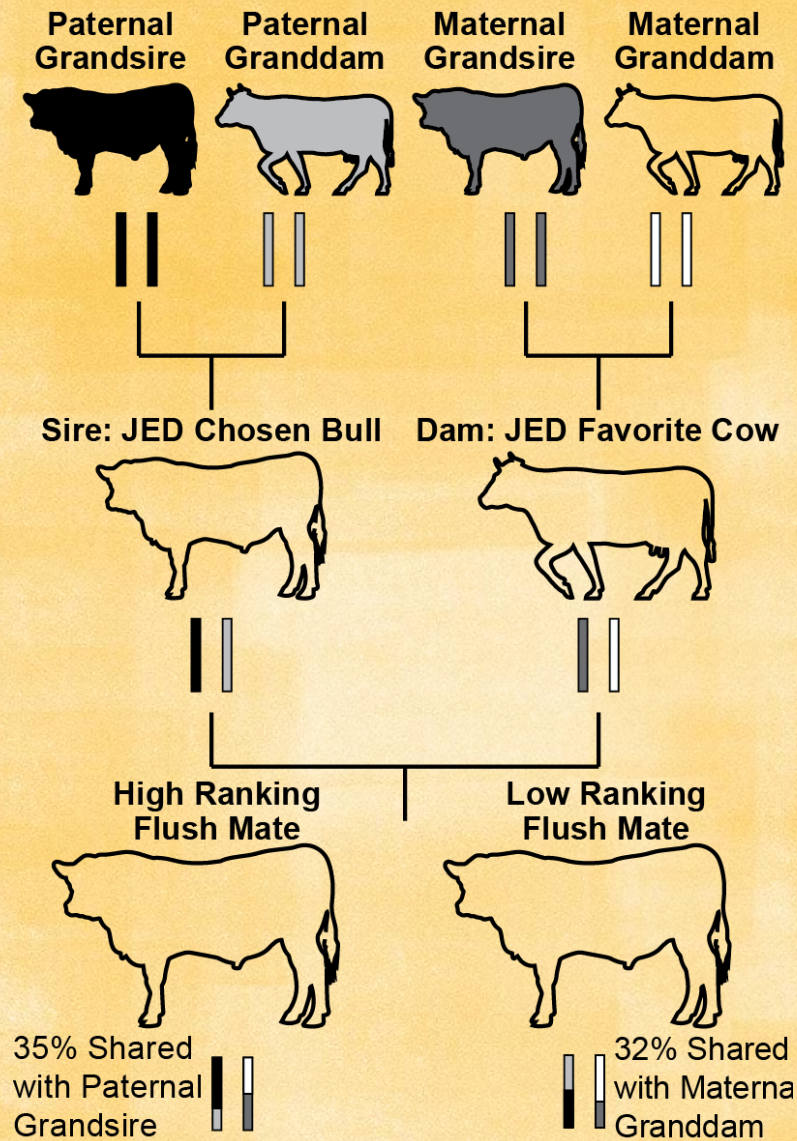 Paternal
Grandsire
Paternal
Granddam
Maternal
Grandsire
Maternal
Granddam
Sire: JED Chosen Bull
Dam: JED Favorite Cow
High Ranking
Flush Mate
Low Ranking
Flush Mate
35% Shared
with Paternal
Grandsire
32% Shared
with Materna
Granddam